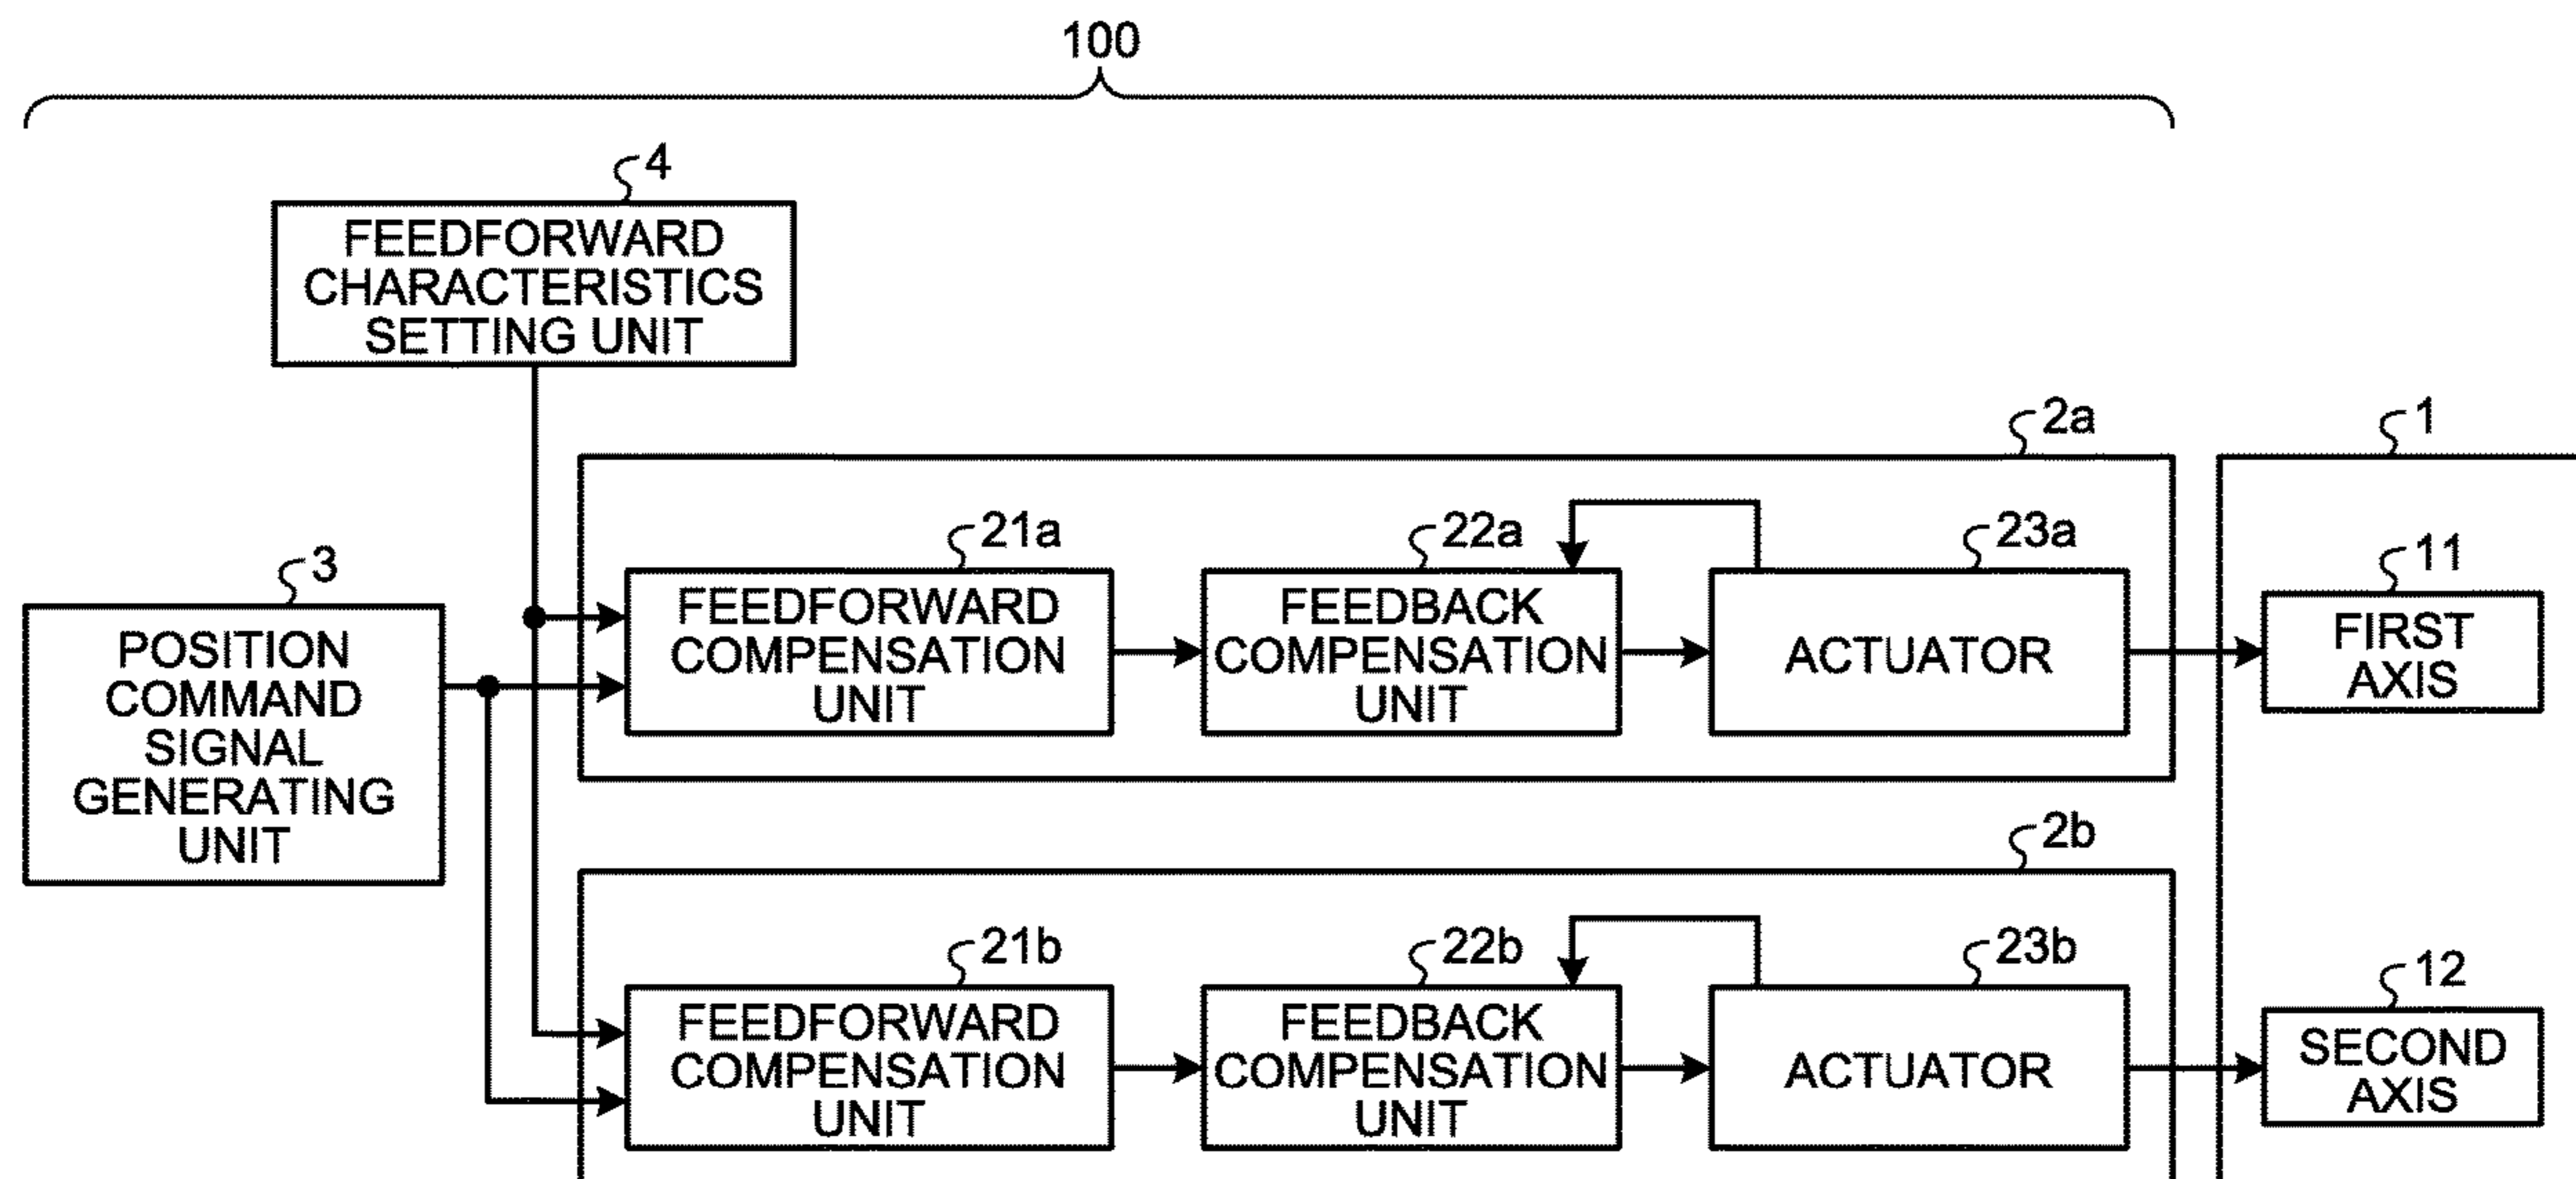 100
4
FEEDFORWARD
CHARACTERISTICS
SETTING UNIT
2a
1
3
POSITION
COMMAND
SIGNAL
GENERATING
UNIT
21a
FEEDFORWARD
COMPENSATION
UNIT
22a
FEEDBACK
COMPENSATION
UNIT
23a
ACTUATOR
11
FIRST
AXIS
2b
21b
FEEDFORWARD
COMPENSATION
UNIT
22b
FEEDBACK
COMPENSATION
UNIT
23b
ACTUATOR
12
SECOND
AXIS